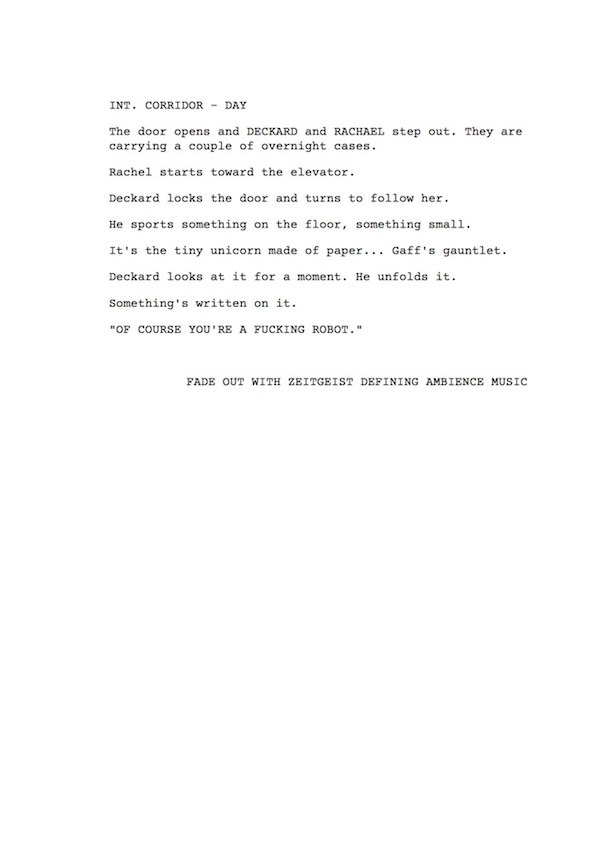 INT. CORRIDOR - DAY
The door opens and DECKARD and RACHAEL step out. They are
carrying a couple of overnight cases.
Rachel starts toward the elevator.
Deckard locks the door and turns to follow her.
He sports something on the floor, something small.
It's the tiny unicorn made of paper... Gaff's gauntlet.
Deckard looks at it for a moment. He unfolds it.
Something's written on it.
"OF COURSE YOU'RE A FUCKING ROBOT."
FADE OUT WITH ZEITGEIST DEFINING AMBIENCE MUSIC